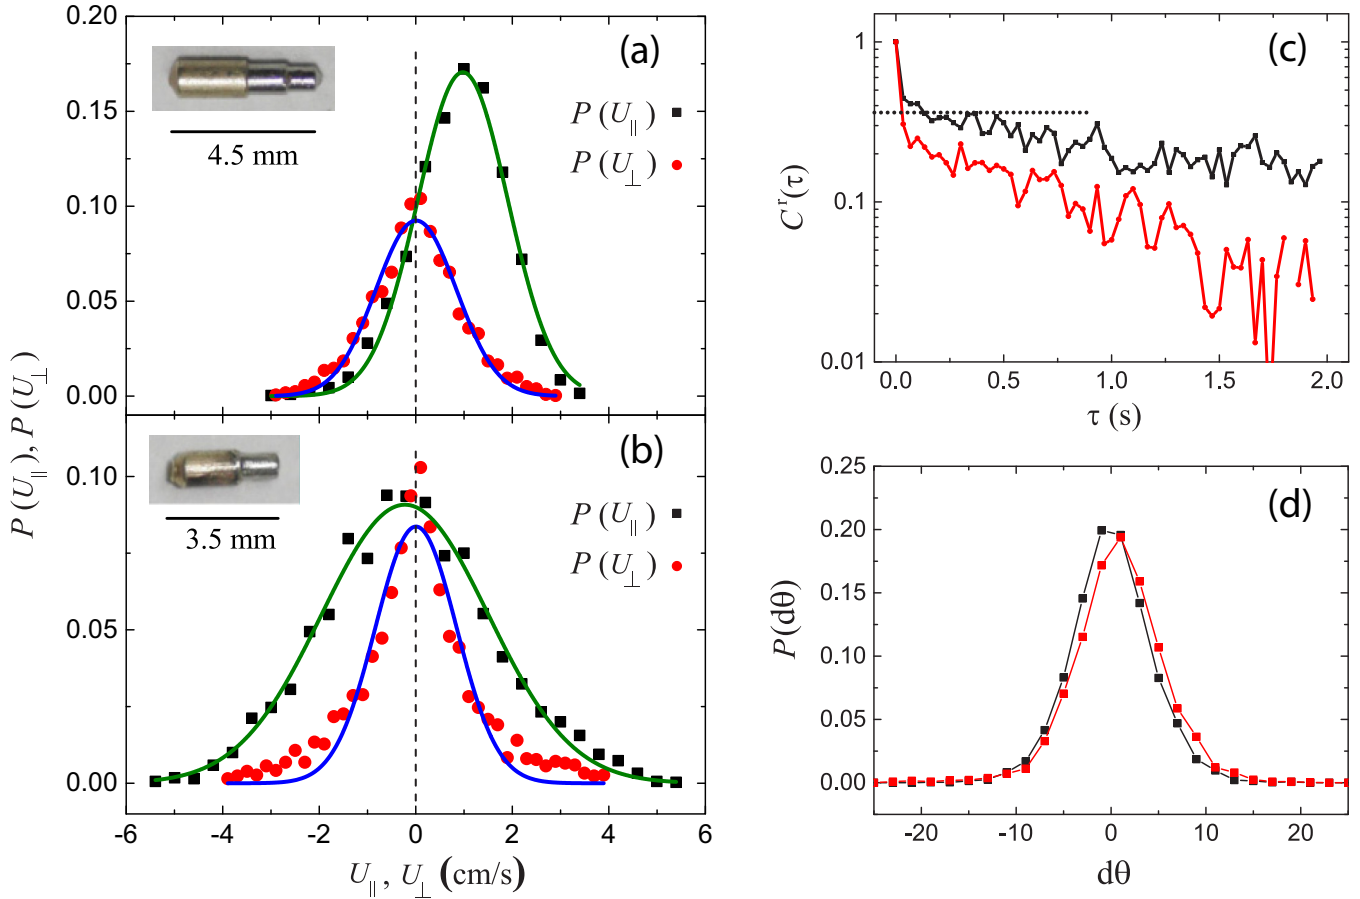 (a)
0.20
0.15
0.10
0.05
0.00
4.5 mm
P (U∥)
P (U⊥)
P (U∥), P (U⊥)
(b)
0.10
0.05
0.00
3.5 mm
P (U∥)
P (U⊥)
-6 -4 -2 0 2 4 6
U∥, U⊥ (cm/s)
(c)
1
0.1
0.01
Cʳ(τ)
0.0 0.5 1.0 1.5 2.0
τ (s)
(d)
0.25
0.20
0.15
0.10
0.05
0.00
P(dθ)
-20 -10 0 10 20
dθ